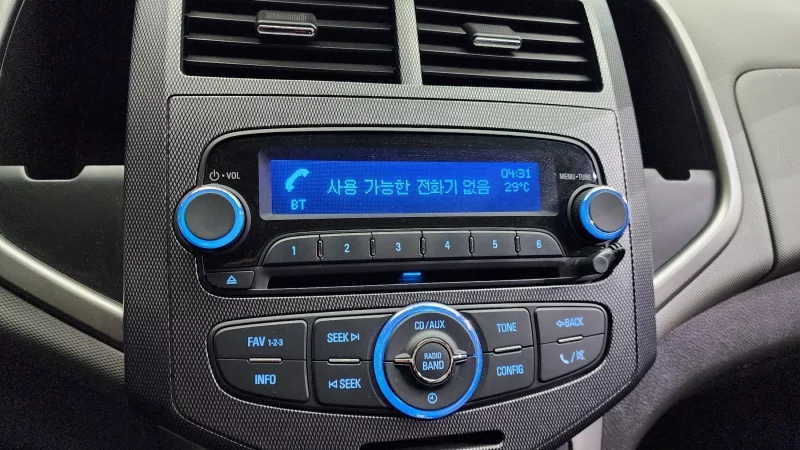 VOL
04:31
MENU•TUNE
사용 가능한 전화기 없음
29°C
BT
1 2 3 4 5 6
CD/AUX
FAV 1-2-3
SEEK
TONE
BACK
RADIO
BAND
INFO
SEEK
CONFIG